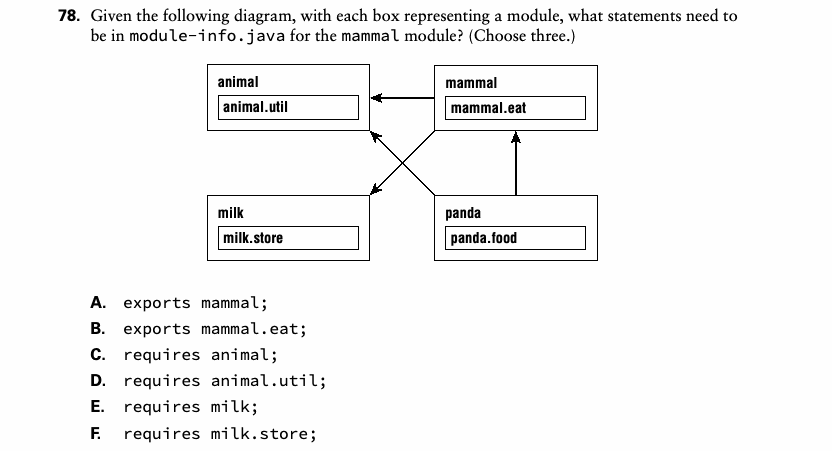 78. Given the following diagram, with each box representing a module, what statements need to
be in module-info.java for the mammal module? (Choose three.)
animal
animal.util
mammal
mammal.eat
milk
milk.store
panda
panda.food
A. exports mammal;
B. exports mammal.eat;
C. requires animal;
D. requires animal.util;
E. requires milk;
F. requires milk.store;